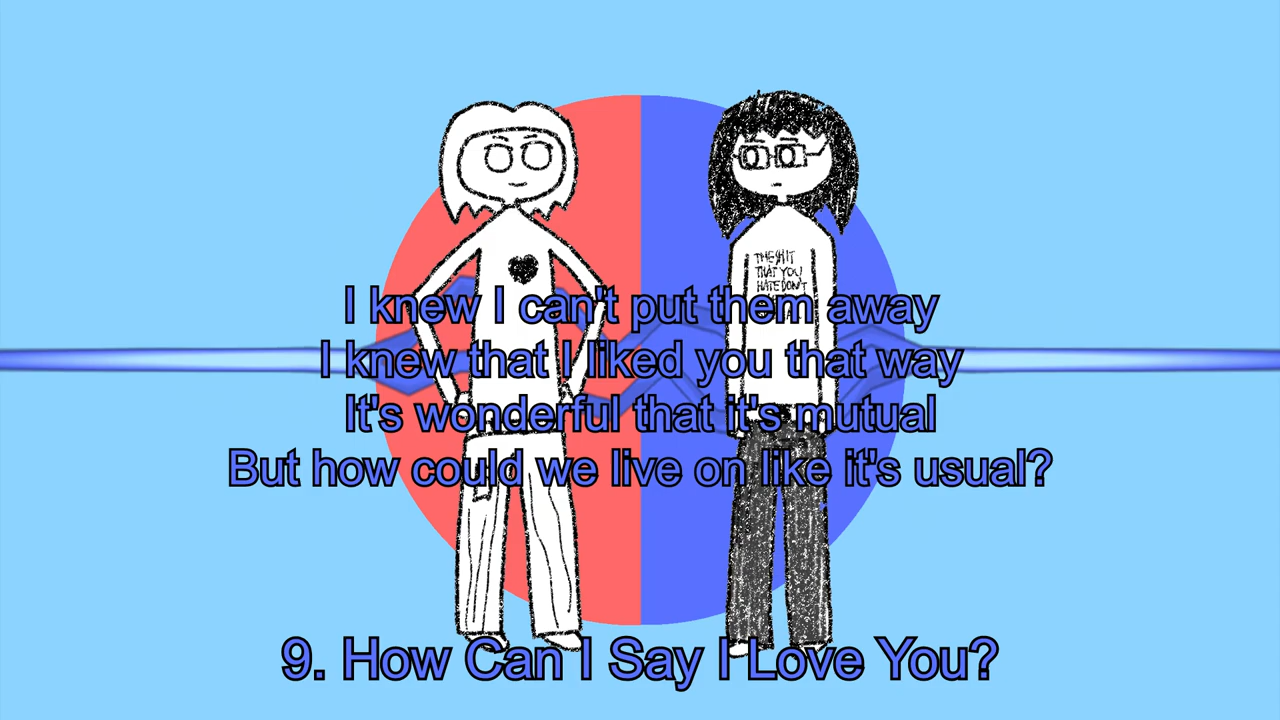 THE SHIT
THAT YOU
HATE DON'T
I knew I can't put them away
I knew that I liked you that way
It's wonderful that it's mutual
But how could we live on like it's usual?
9. How Can I Say I Love You?